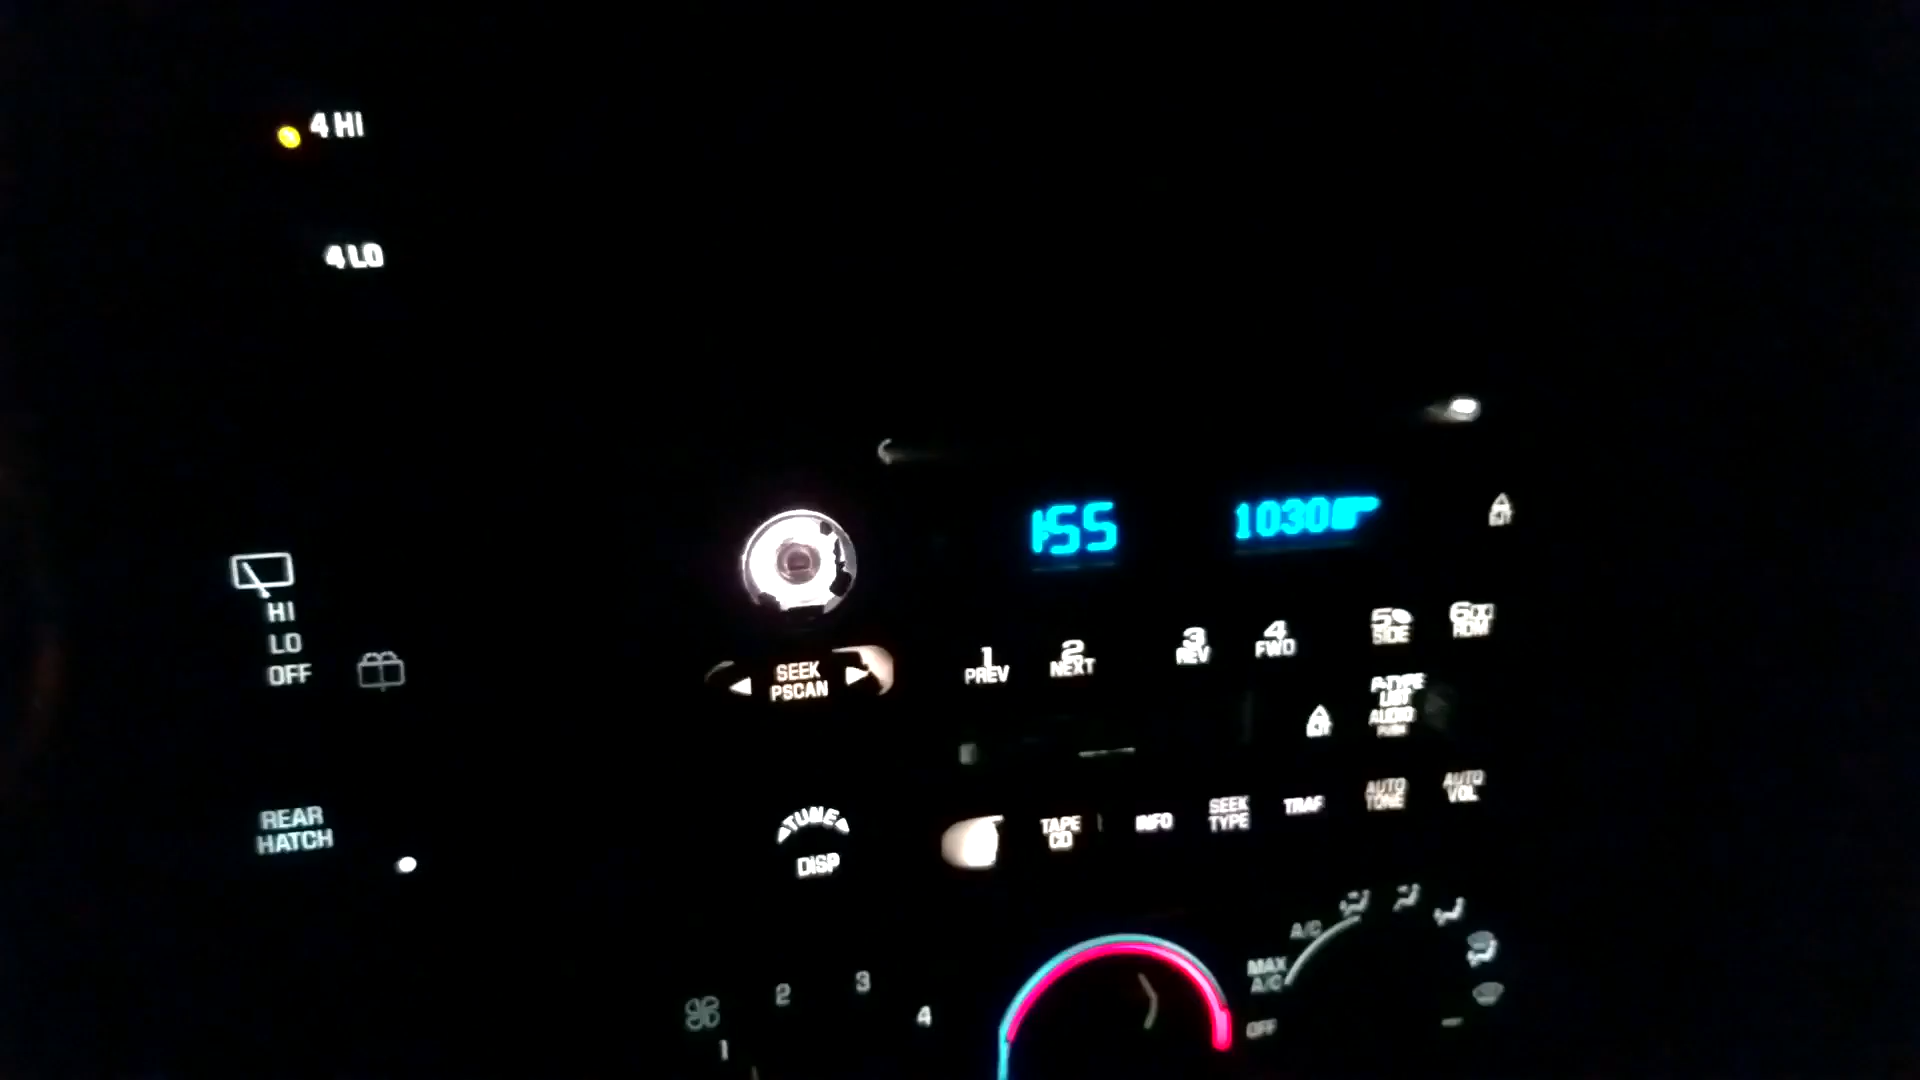 4 HI
4 LO
155
1030
HI
LO
OFF
SEEK
PSCAN
1
PREV
2
NEXT
3
REV
4
FWD
5
SIDE
6
RDM
P-TYPE
LIST
AUDIO
PUSH
REAR
HATCH
TUNE
DISP
TAPE
CD
INFO
SEEK
TYPE
TRAF
AUTO
TONE
AUTO
VOL
1
2
3
4
A/C
MAX
A/C
OFF